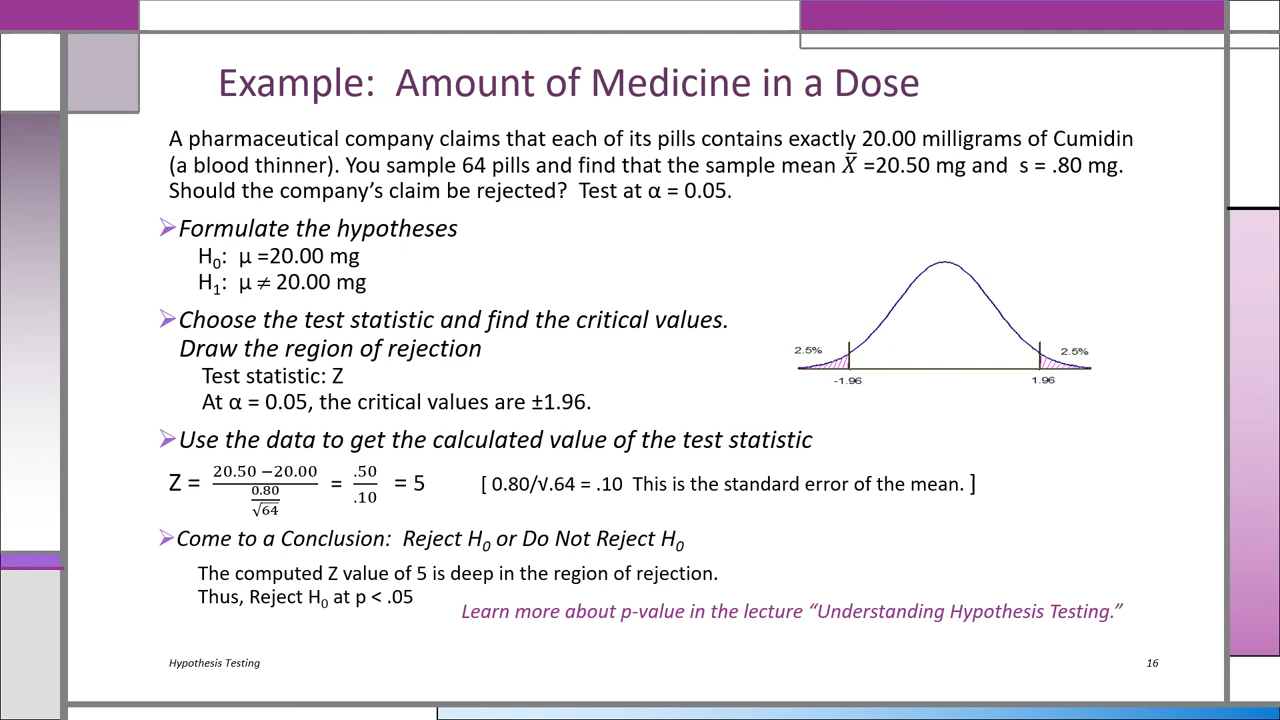 Example: Amount of Medicine in a Dose
A pharmaceutical company claims that each of its pills contains exactly 20.00 milligrams of Cumidin
(a blood thinner). You sample 64 pills and find that the sample mean X̄ =20.50 mg and s = .80 mg.
Should the company’s claim be rejected? Test at α = 0.05.
➢Formulate the hypotheses
H₀: µ =20.00 mg
H₁: µ ≠ 20.00 mg
➢Choose the test statistic and find the critical values.
Draw the region of rejection
Test statistic: Z
At α = 0.05, the critical values are ±1.96.
2.5% 2.5%
-1.96 1.96
➢Use the data to get the calculated value of the test statistic
Z = (20.50 −20.00)/(0.80/√64) = .50/.10 = 5 [ 0.80/√.64 = .10 This is the standard error of the mean. ]
➢Come to a Conclusion: Reject H₀ or Do Not Reject H₀
The computed Z value of 5 is deep in the region of rejection.
Thus, Reject H₀ at p < .05
Learn more about p-value in the lecture “Understanding Hypothesis Testing.”
Hypothesis Testing 16